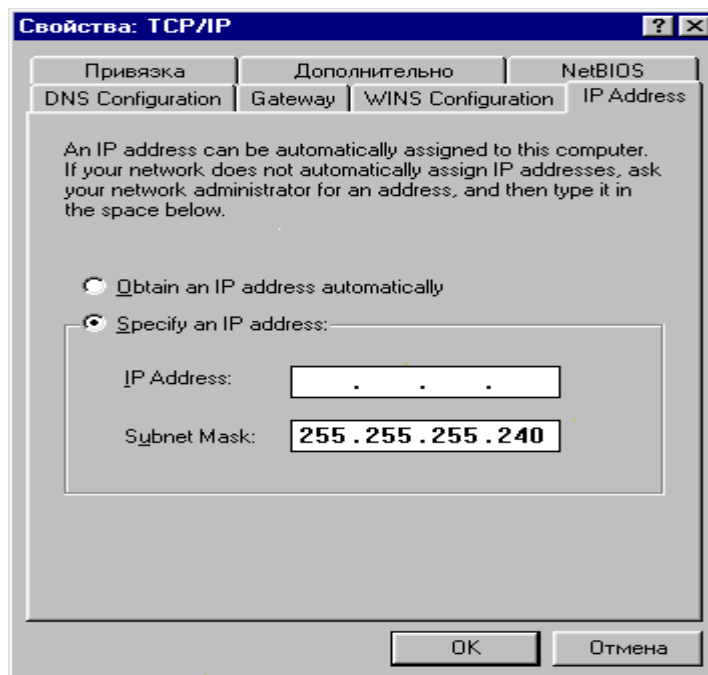 Свойства: TCP/IP
Привязка Дополнительно NetBIOS
DNS Configuration Gateway WINS Configuration IP Address
An IP address can be automatically assigned to this computer.
If your network does not automatically assign IP addresses, ask
your network administrator for an address, and then type it in
the space below.
Obtain an IP address automatically
Specify an IP address:
IP Address: . . .
Subnet Mask: 255.255.255.240
OK Отмена